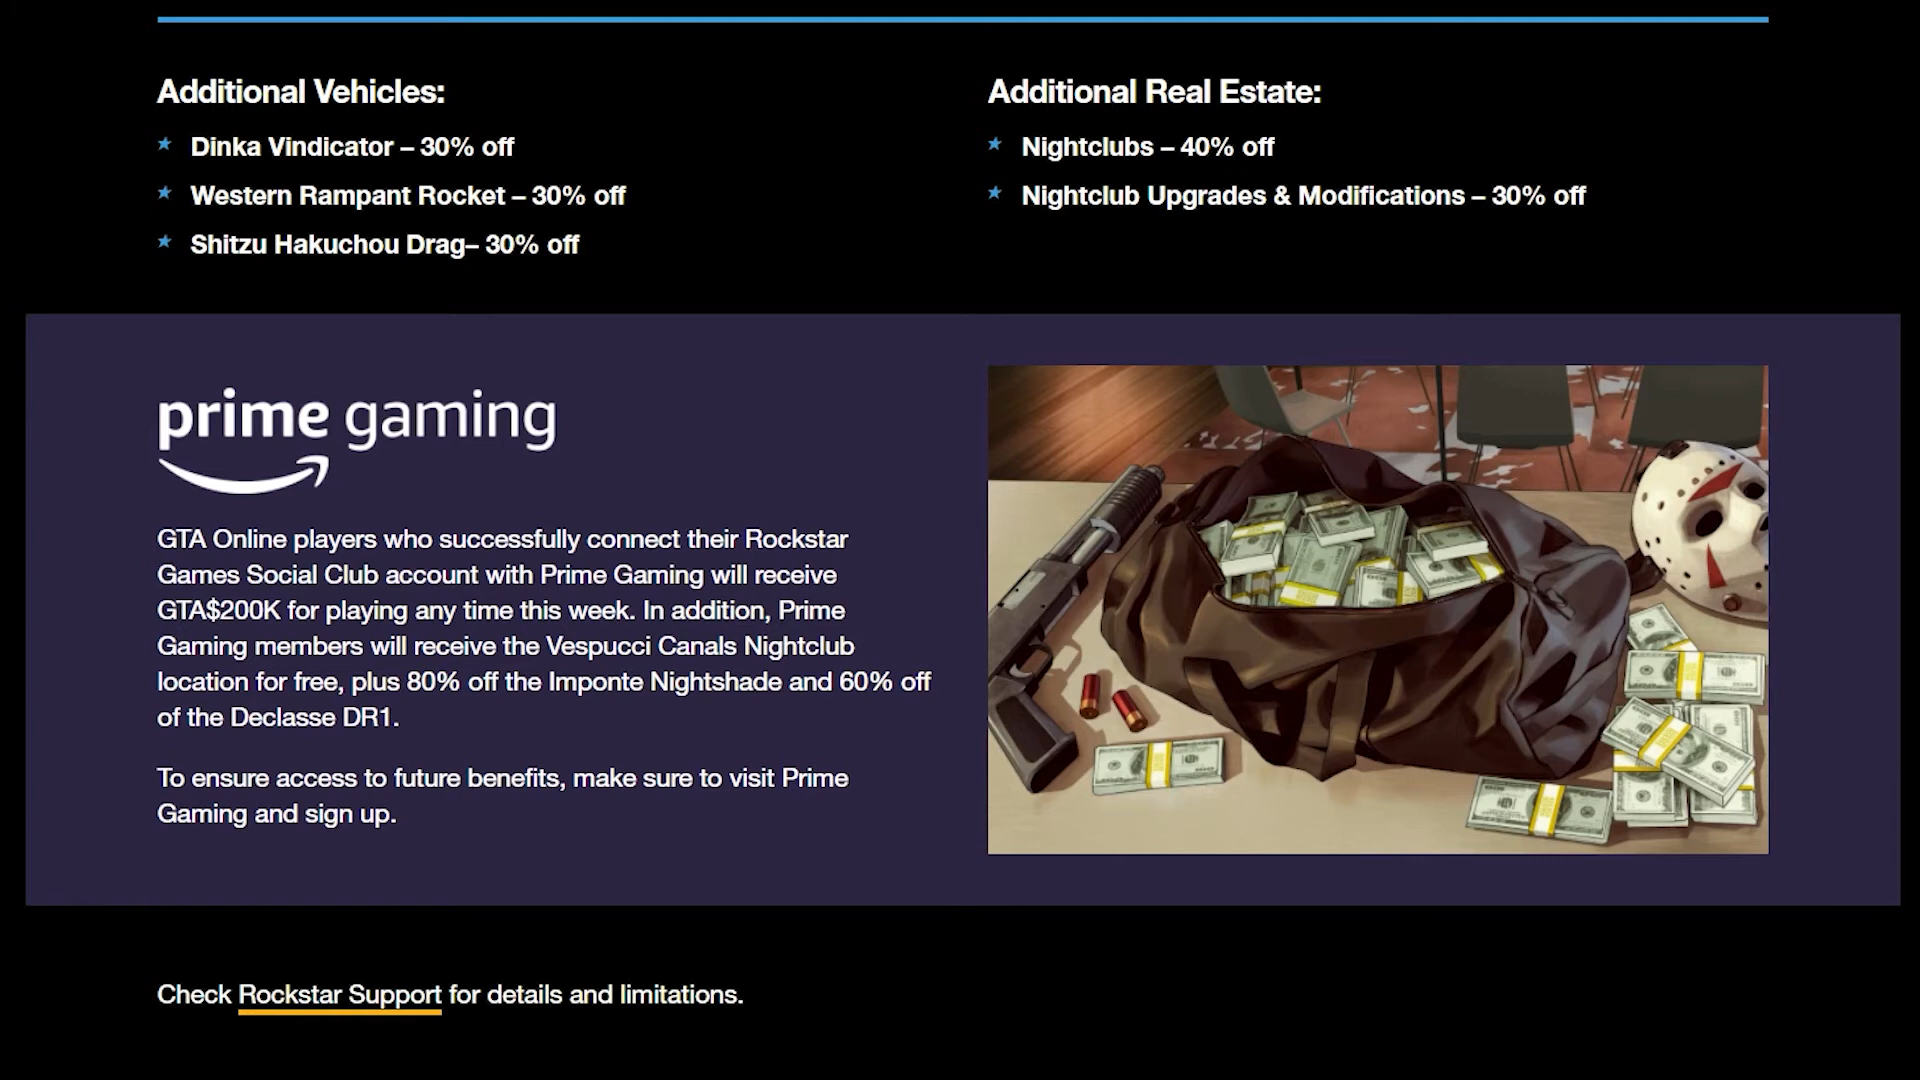 Additional Vehicles:
Dinka Vindicator – 30% off
Western Rampant Rocket – 30% off
Shitzu Hakuchou Drag– 30% off
Additional Real Estate:
Nightclubs – 40% off
Nightclub Upgrades & Modifications – 30% off
prime gaming
GTA Online players who successfully connect their Rockstar
Games Social Club account with Prime Gaming will receive
GTA$200K for playing any time this week. In addition, Prime
Gaming members will receive the Vespucci Canals Nightclub
location for free, plus 80% off the Imponte Nightshade and 60% off
of the Declasse DR1.
To ensure access to future benefits, make sure to visit Prime
Gaming and sign up.
Check Rockstar Support for details and limitations.